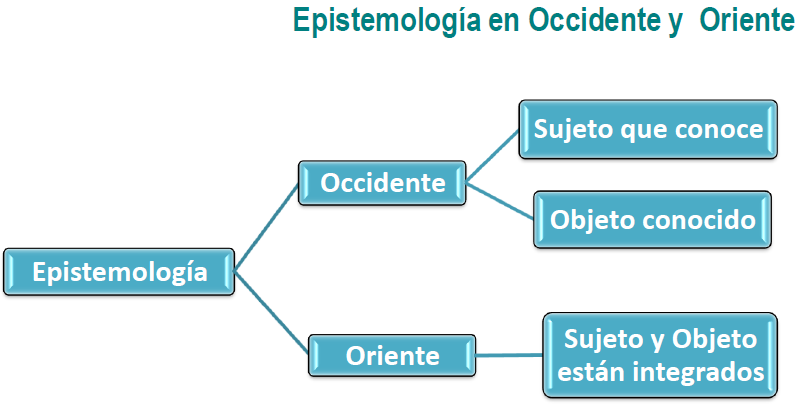 Epistemología en Occidente y Oriente
Sujeto que conoce
Occidente
Objeto conocido
Epistemología
Oriente
Sujeto y Objeto
están integrados